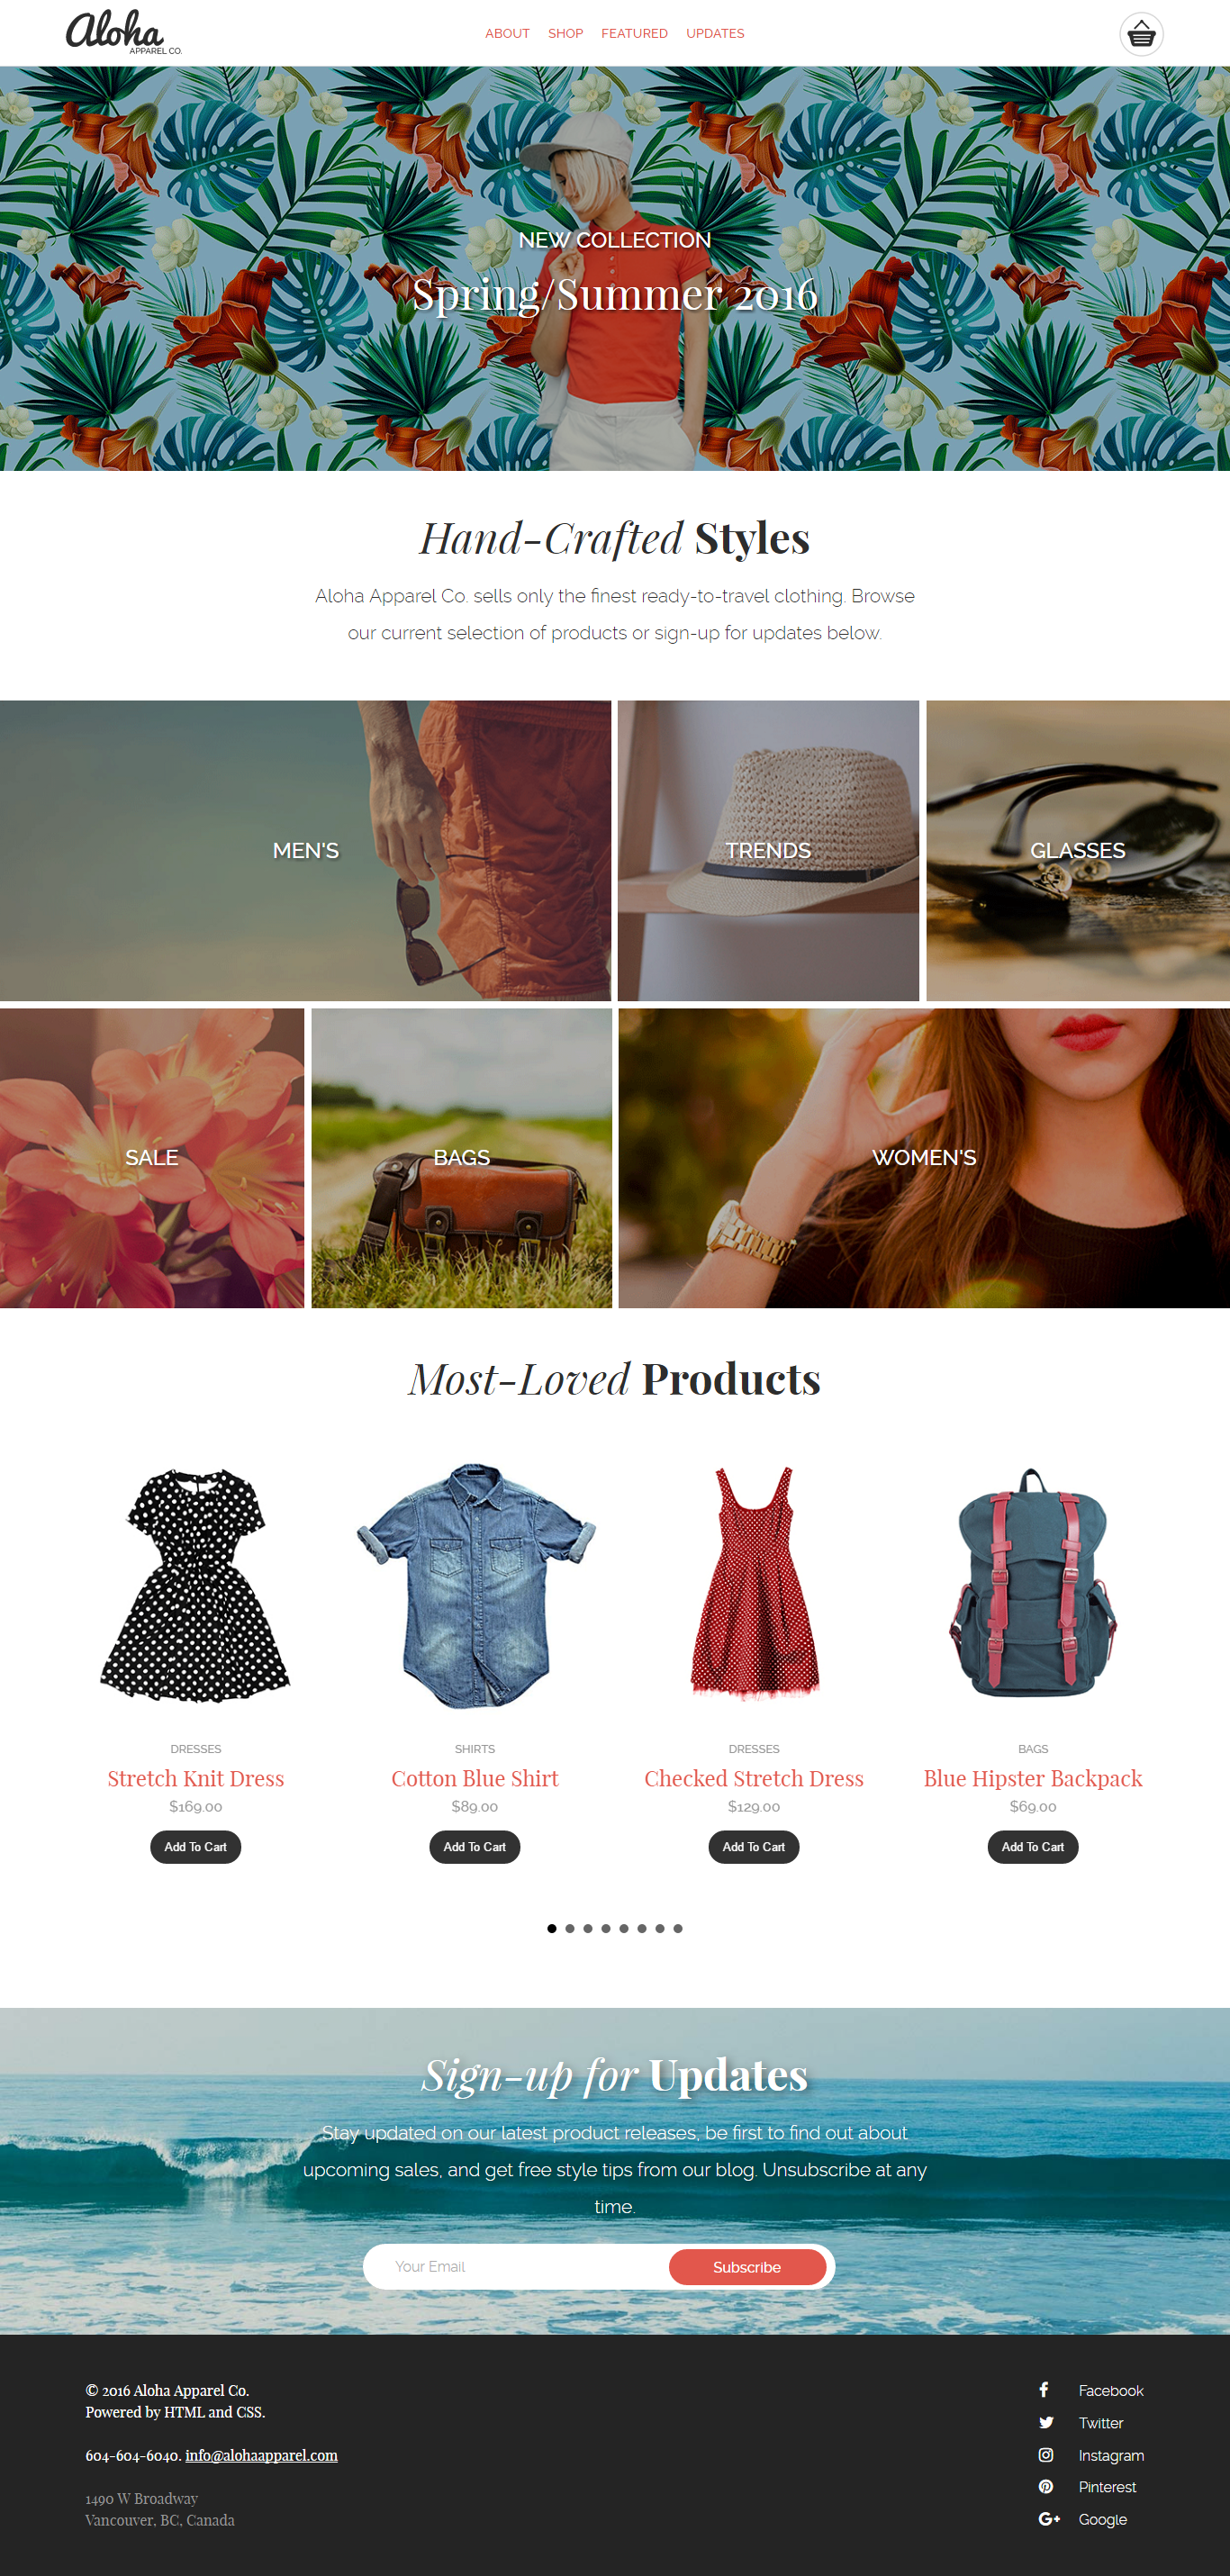 Aloha
APPAREL CO.
ABOUT SHOP FEATURED UPDATES
NEW COLLECTION
Spring/Summer 2016
Hand-Crafted Styles
Aloha Apparel Co. sells only the finest ready-to-travel clothing. Browse
our current selection of products or sign-up for updates below.
MEN'S
TRENDS
GLASSES
SALE
BAGS
WOMEN'S
Most-Loved Products
DRESSES
Stretch Knit Dress
$169.00
Add To Cart
SHIRTS
Cotton Blue Shirt
$89.00
Add To Cart
DRESSES
Checked Stretch Dress
$129.00
Add To Cart
BAGS
Blue Hipster Backpack
$69.00
Add To Cart
Sign-up for Updates
Stay updated on our latest product releases, be first to find out about
upcoming sales, and get free style tips from our blog. Unsubscribe at any
time.
Your Email
Subscribe
© 2016 Aloha Apparel Co.
Powered by HTML and CSS.
604-604-6040. info@alohaapparel.com
1490 W Broadway
Vancouver, BC, Canada
Facebook
Twitter
Instagram
Pinterest
Google